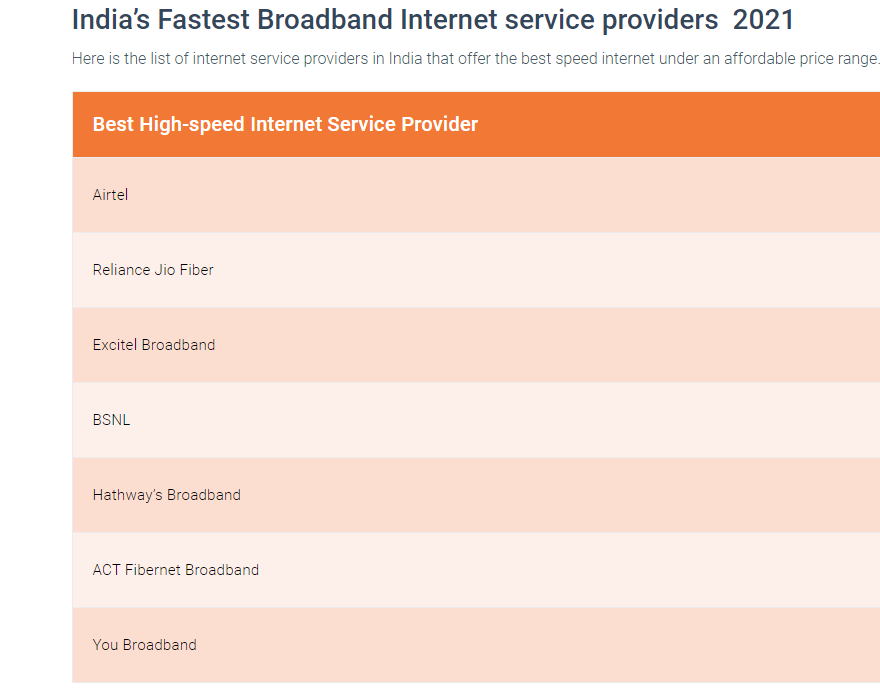 India’s Fastest Broadband Internet service providers  2021
Here is the list of internet service providers in India that offer the best speed internet under an affordable price range.
Best High-speed Internet Service Provider
Airtel
Reliance Jio Fiber
Excitel Broadband
BSNL
Hathway’s Broadband
ACT Fibernet Broadband
You Broadband